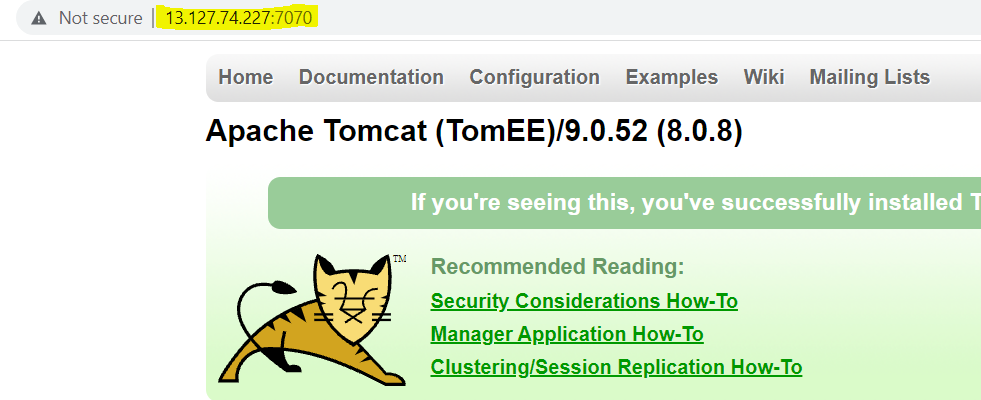 Not secure | 13.127.74.227:7070
Home Documentation Configuration Examples Wiki Mailing Lists
Apache Tomcat (TomEE)/9.0.52 (8.0.8)
If you're seeing this, you've successfully installed T
TM
Recommended Reading:
Security Considerations How-To
Manager Application How-To
Clustering/Session Replication How-To